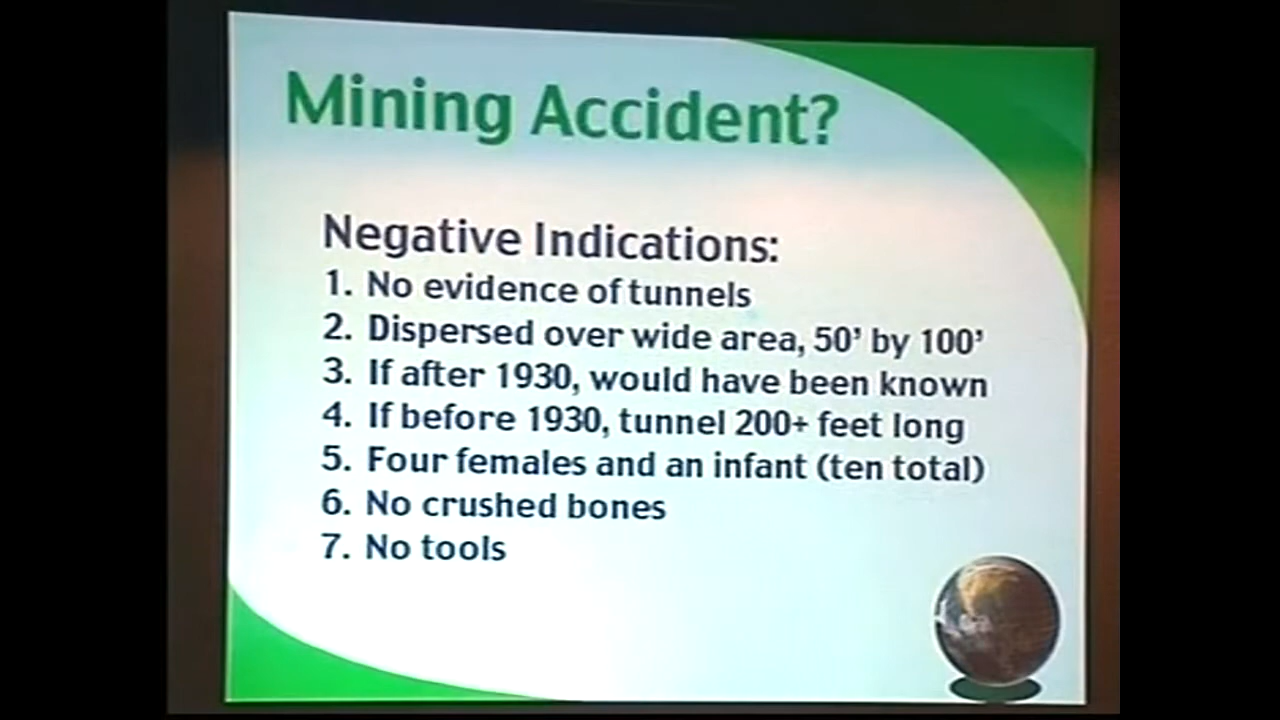 Mining Accident?
Negative Indications:
1. No evidence of tunnels
2. Dispersed over wide area, 50’ by 100’
3. If after 1930, would have been known
4. If before 1930, tunnel 200+ feet long
5. Four females and an infant (ten total)
6. No crushed bones
7. No tools